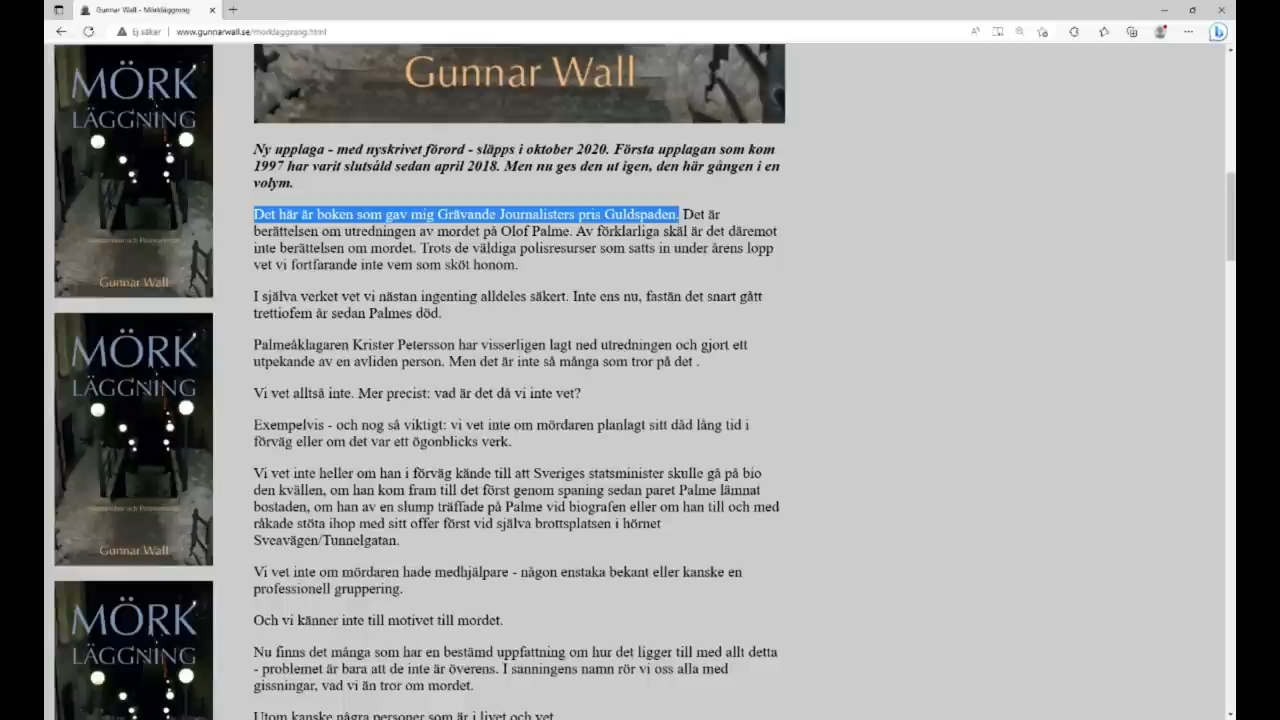 Gunnar Wall - Mörkläggning
Ej säker
www.gunnarwall.se/morklaggning.html
MÖRK
LÄGGNING
Gunnar Wall
MÖRK
LÄGGNING
Gunnar Wall
MÖRK
LÄGGNING
Gunnar Wall
Ny upplaga - med nyskrivet förord - släpps i oktober 2020. Första upplagan som kom
1997 har varit slutsåld sedan april 2018. Men nu ges den ut igen, den här gången i en
volym.
Det här är boken som gav mig Grävande Journalisters pris Guldspaden. Det är
berättelsen om utredningen av mordet på Olof Palme. Av förklarliga skäl är det däremot
inte berättelsen om mordet. Trots de väldiga polisresurser som satts in under årens lopp
vet vi fortfarande inte vem som sköt honom.
I själva verket vet vi nästan ingenting alldeles säkert. Inte ens nu, fastän det snart gått
trettiofem år sedan Palmes död.
Palmeåklagaren Krister Petersson har visserligen lagt ned utredningen och gjort ett
utpekande av en avliden person. Men det är inte så många som tror på det .
Vi vet alltså inte. Mer precist: vad är det då vi inte vet?
Exempelvis - och nog så viktigt: vi vet inte om mördaren planlagt sitt dåd lång tid i
förväg eller om det var ett ögonblicks verk.
Vi vet inte heller om han i förväg kände till att Sveriges statsminister skulle gå på bio
den kvällen, om han kom fram till det först genom spaning sedan paret Palme lämnat
bostaden, om han av en slump träffade på Palme vid biografen eller om han till och med
råkade stöta ihop med sitt offer först vid själva brottsplatsen i hörnet
Sveavägen/Tunnelgatan.
Vi vet inte om mördaren hade medhjälpare - någon enstaka bekant eller kanske en
professionell gruppering.
Och vi känner inte till motivet till mordet.
Nu finns det många som har en bestämd uppfattning om hur det ligger till med allt detta
- problemet är bara att de inte är överens. I sanningens namn rör vi oss alla med
gissningar, vad vi än tror om mordet.
Utom kanske några personer som är i livet och vet.